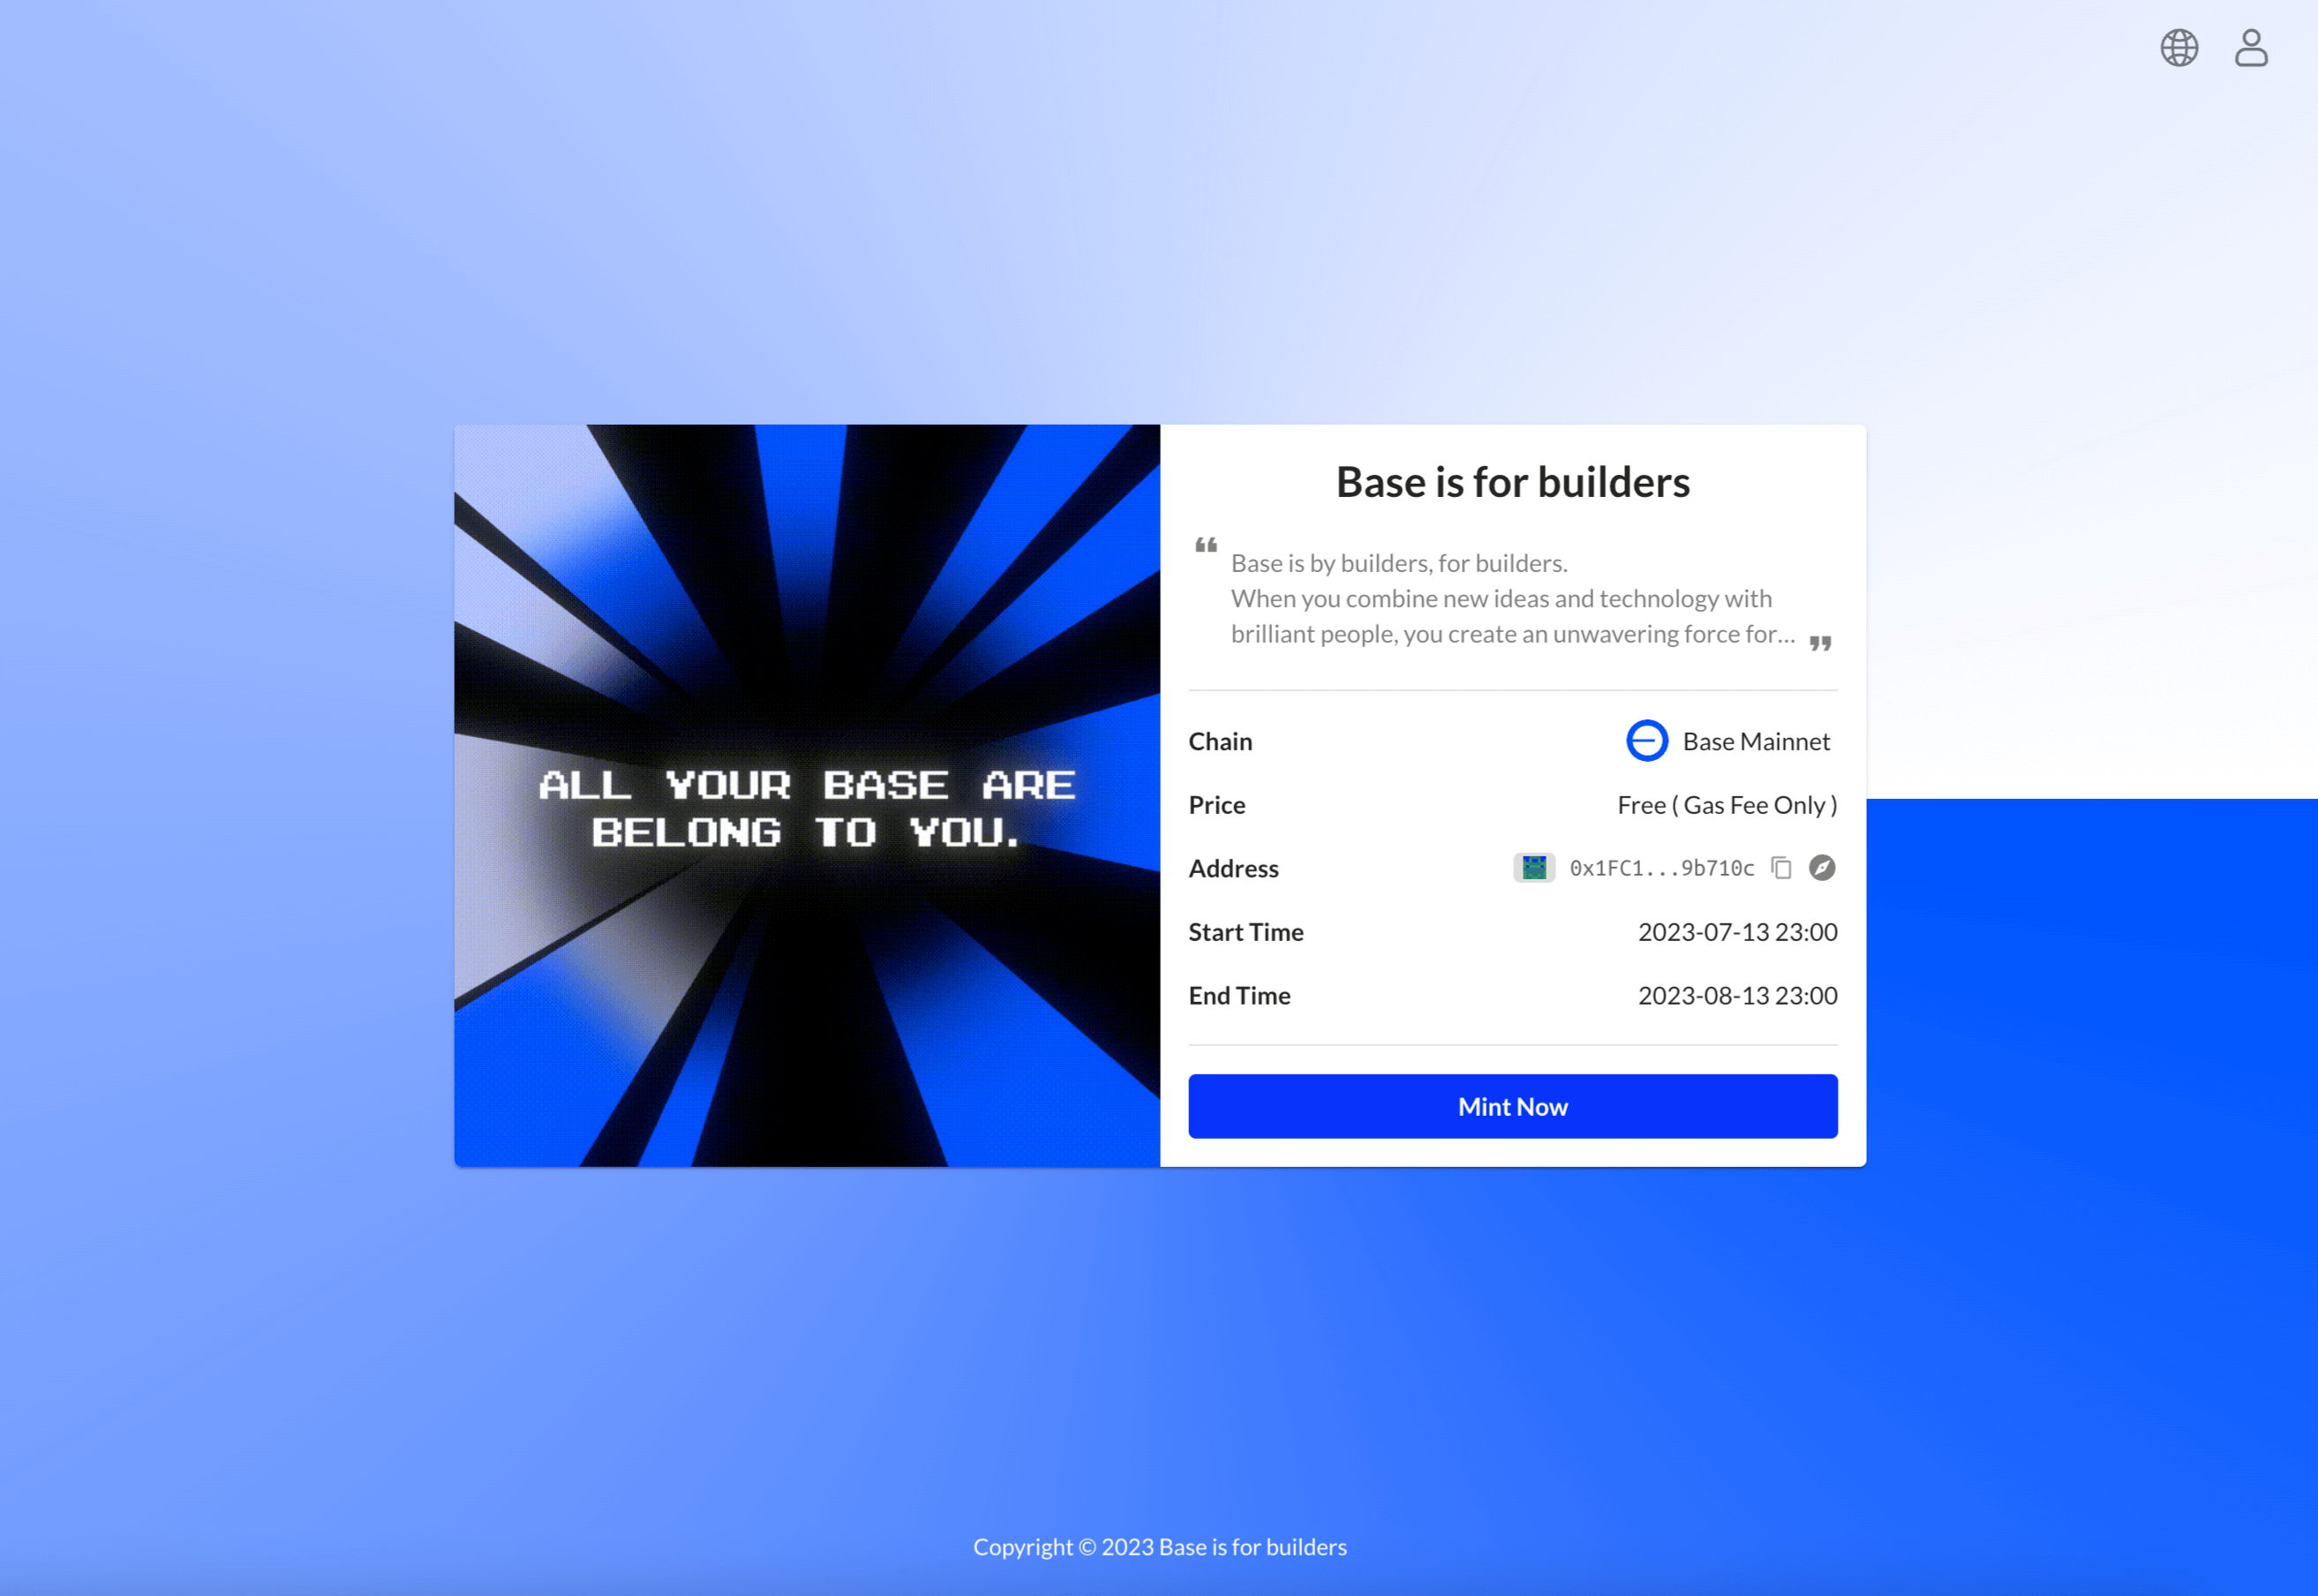 ALL YOUR BASE ARE
BELONG TO YOU.
Base is for builders
Base is by builders, for builders.
When you combine new ideas and technology with
brilliant people, you create an unwavering force for...
Chain Base Mainnet
Price Free ( Gas Fee Only )
Address 0x1FC1...9b710c
Start Time 2023-07-13 23:00
End Time 2023-08-13 23:00
Mint Now
Copyright © 2023 Base is for builders